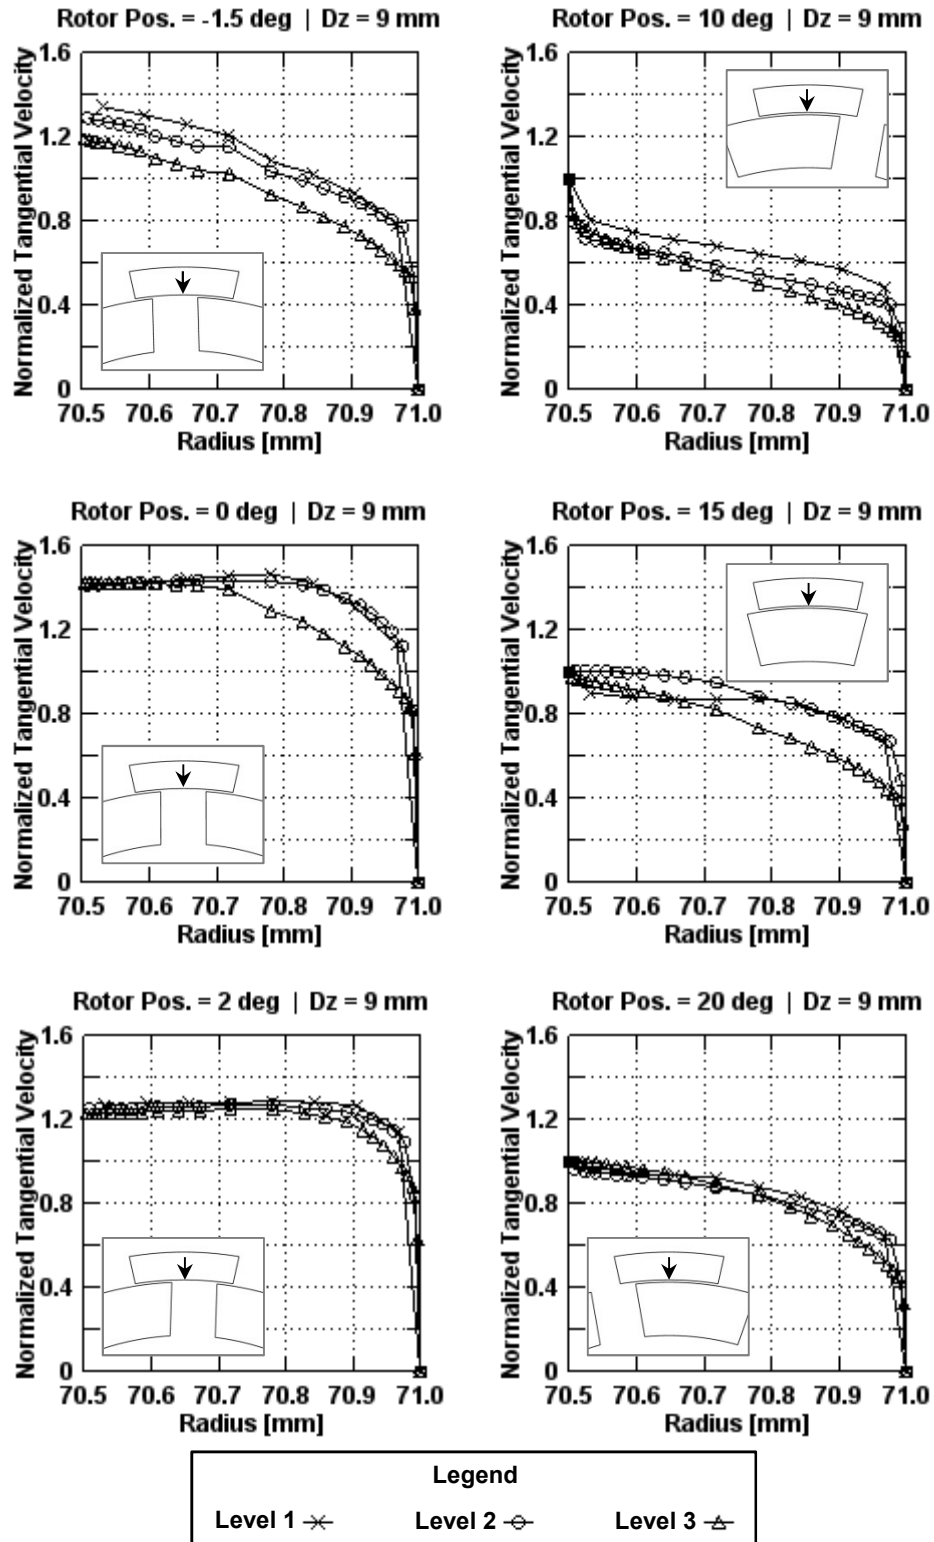 Rotor Pos. = -1.5 deg | Dz = 9 mm
Normalized Tangential Velocity
1.6
1.2
0.8
0.4
0
70.5 70.6 70.7 70.8 70.9 71.0
Radius [mm]
Rotor Pos. = 10 deg | Dz = 9 mm
Normalized Tangential Velocity
1.6
1.2
0.8
0.4
0
70.5 70.6 70.7 70.8 70.9 71.0
Radius [mm]
Rotor Pos. = 0 deg | Dz = 9 mm
Normalized Tangential Velocity
1.6
1.2
0.8
0.4
0
70.5 70.6 70.7 70.8 70.9 71.0
Radius [mm]
Rotor Pos. = 15 deg | Dz = 9 mm
Normalized Tangential Velocity
1.6
1.2
0.8
0.4
0
70.5 70.6 70.7 70.8 70.9 71.0
Radius [mm]
Rotor Pos. = 2 deg | Dz = 9 mm
Normalized Tangential Velocity
1.6
1.2
0.8
0.4
0
70.5 70.6 70.7 70.8 70.9 71.0
Radius [mm]
Rotor Pos. = 20 deg | Dz = 9 mm
Normalized Tangential Velocity
1.6
1.2
0.8
0.4
0
70.5 70.6 70.7 70.8 70.9 71.0
Radius [mm]
Legend
Level 1 Level 2 Level 3